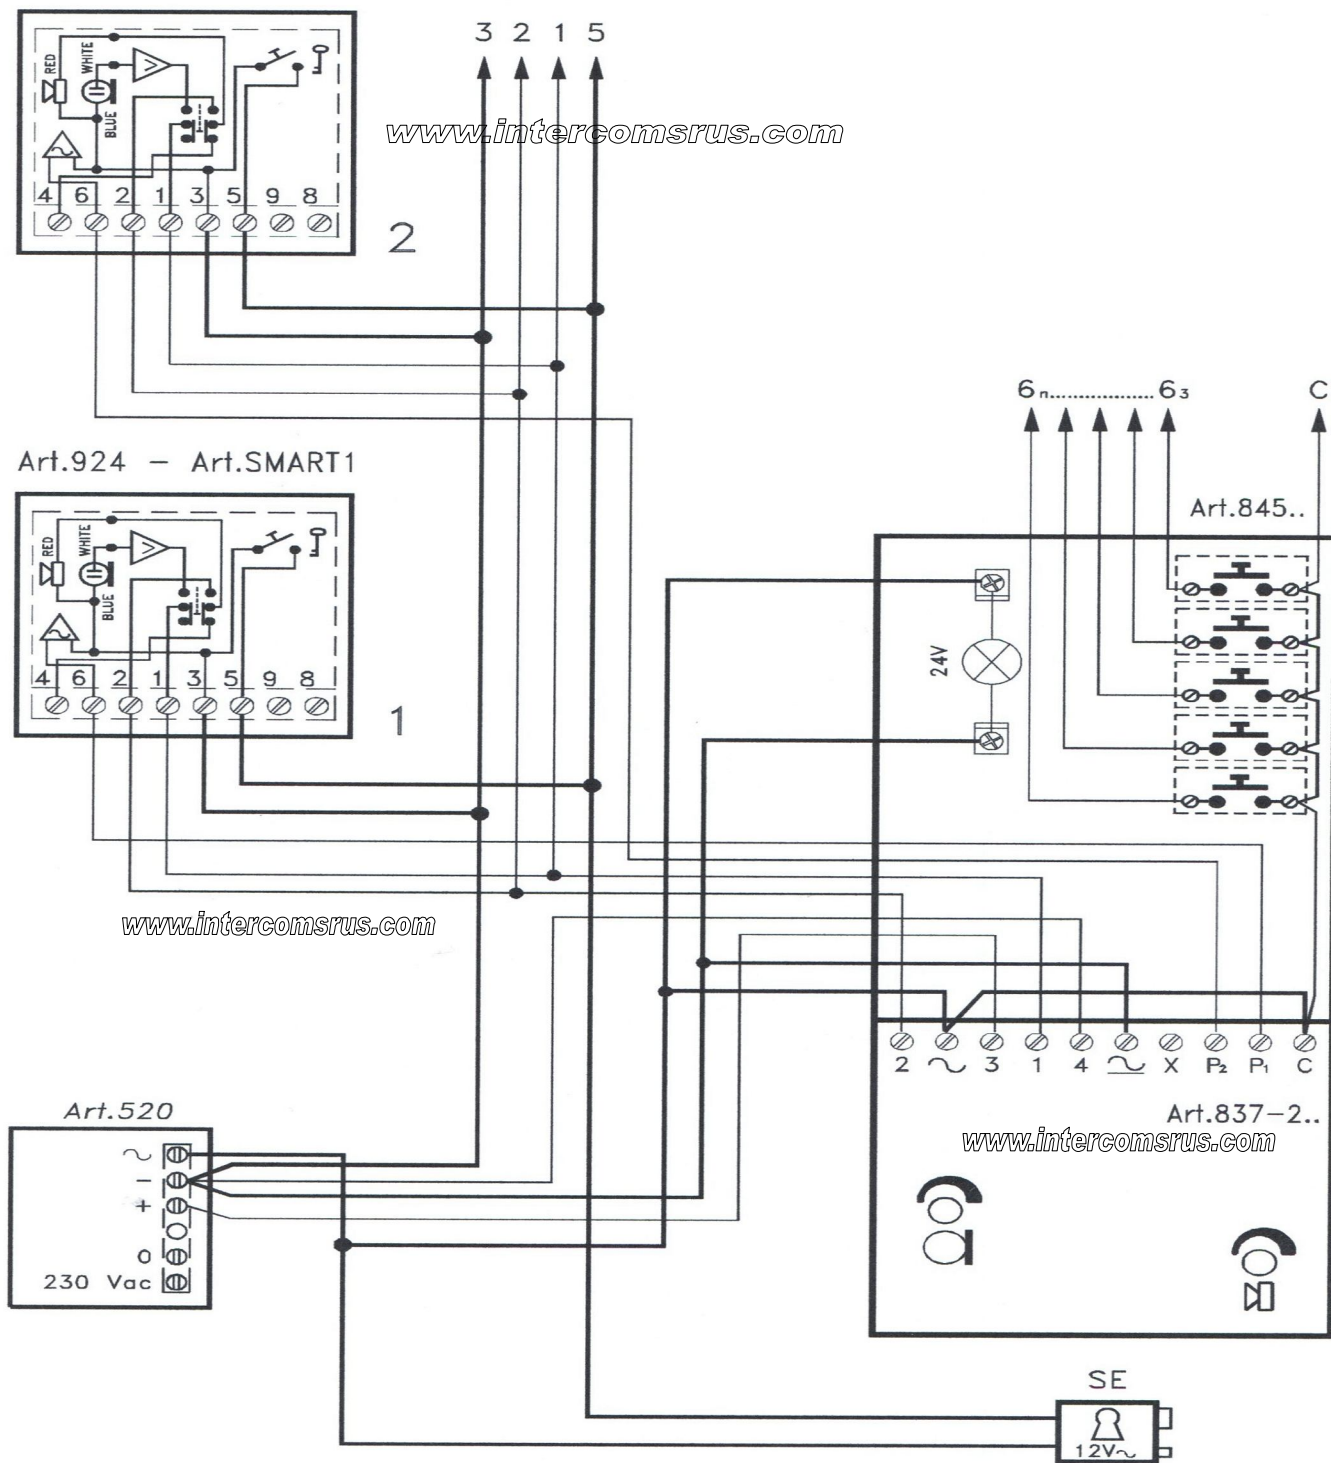 3 2 1 5
RED
WHITE
BLUE
www.intercomsrus.com
4 6 2 1 3 5 9 8
2
6n..................63 C
Art.924 - Art.SMART1
Art.845..
RED
WHITE
BLUE
24V
4 6 2 1 3 5 9 8
1
www.intercomsrus.com
2 ~ 3 1 4 ~ X P2 P1 C
Art.520
Art.837-2..
www.intercomsrus.com
~
-
+
0
230 Vac
SE
12V~